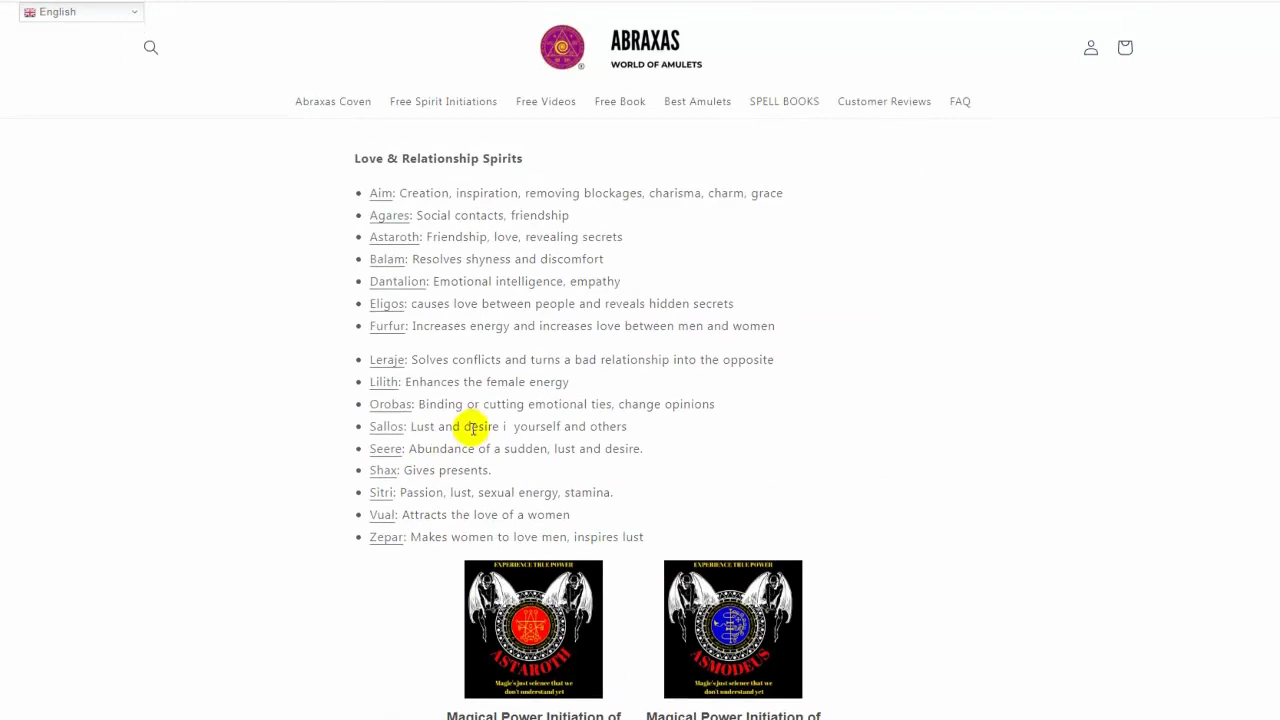 English
ABRAXAS
WORLD OF AMULETS
Abraxas Coven Free Spirit Initiations Free Videos Free Book Best Amulets SPELL BOOKS Customer Reviews FAQ
Love & Relationship Spirits
Aim: Creation, inspiration, removing blockages, charisma, charm, grace
Agares: Social contacts, friendship
Astaroth: Friendship, love, revealing secrets
Balam: Resolves shyness and discomfort
Dantalion: Emotional intelligence, empathy
Eligos: causes love between people and reveals hidden secrets
Furfur: Increases energy and increases love between men and women
Leraje: Solves conflicts and turns a bad relationship into the opposite
Lilith: Enhances the female energy
Orobas: Binding or cutting emotional ties, change opinions
Sallos: Lust and desire i yourself and others
Seere: Abundance of a sudden, lust and desire.
Shax: Gives presents.
Sitri: Passion, lust, sexual energy, stamina.
Vual: Attracts the love of a women
Zepar: Makes women to love men, inspires lust
EXPERIENCE TRUE POWER
ASTAROTH
Magic's just science that we
don't understand yet
EXPERIENCE TRUE POWER
ASMODEUS
Magic's just science that we
don't understand yet
Magical Power Initiation of
Magical Power Initiation of